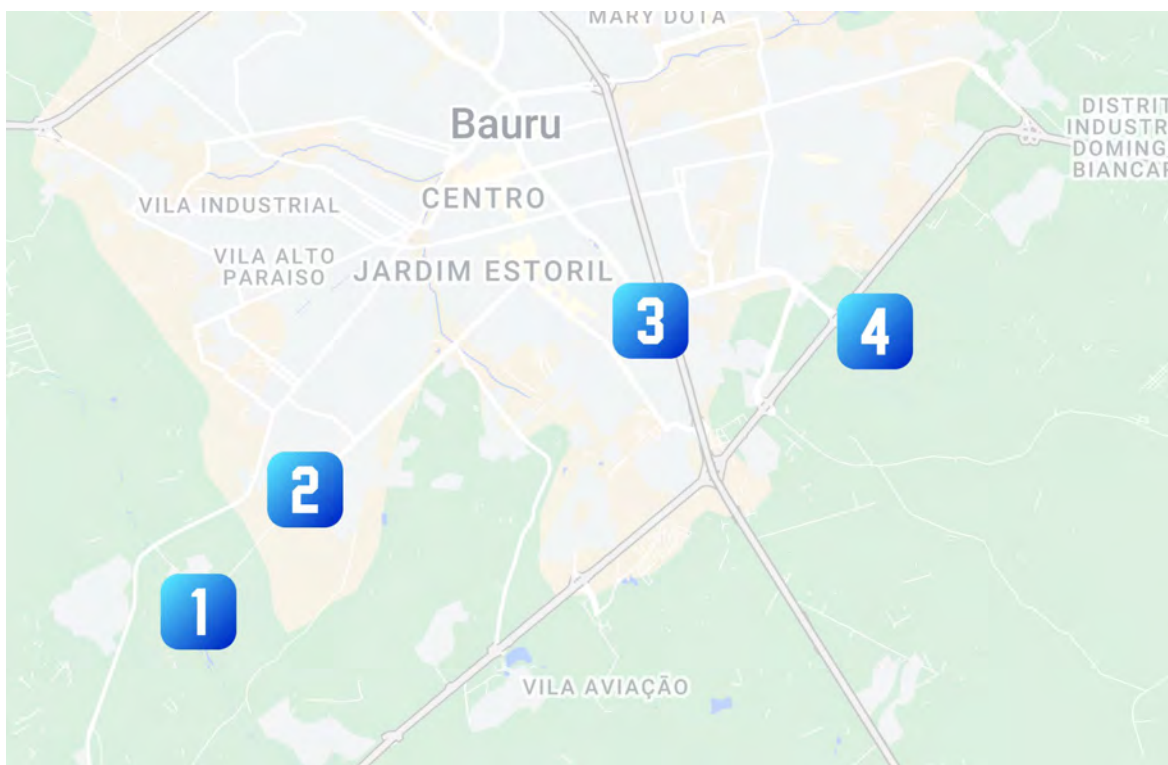 MARY DOTA
Bauru
DISTRIT
INDUSTR
DOMING
BIANCAR
CENTRO
VILA INDUSTRIAL
VILA ALTO
PARAISO
JARDIM ESTORIL
3
4
2
1
VILA AVIAÇÃO